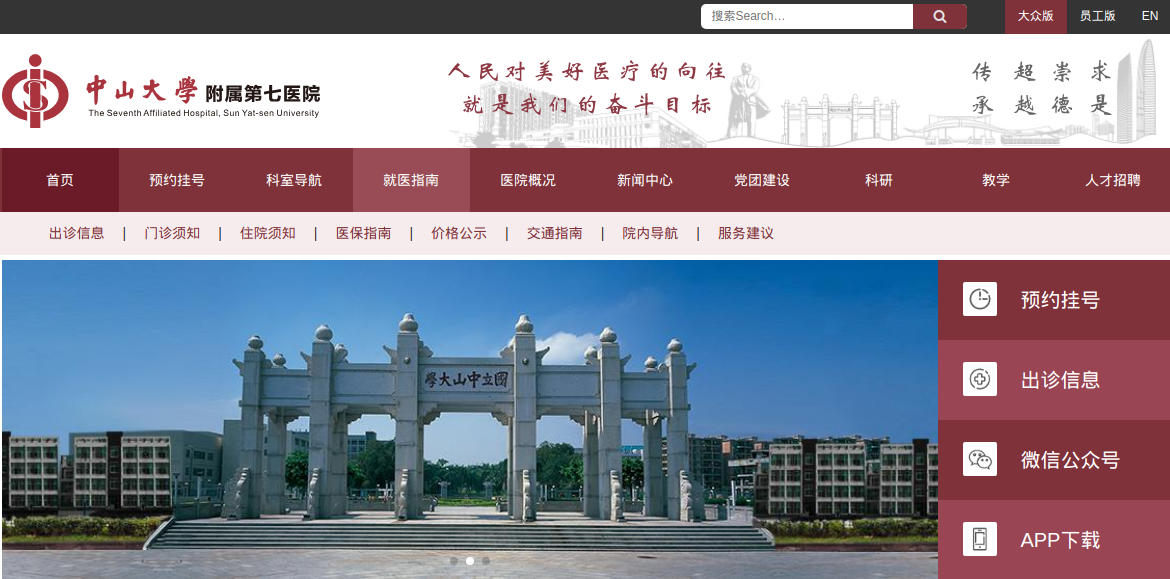 搜索Search…
大众版 员工版 EN
中山大學 附属第七医院
The Seventh Affiliated Hospital, Sun Yat-sen University
人民对美好医疗的向往
就是我们的奋斗目标
传 超 崇 求
承 越 德 是
首页 预约挂号 科室导航 就医指南 医院概况 新闻中心 党团建设 科研 教学 人才招聘
出诊信息 | 门诊须知 | 住院须知 | 医保指南 | 价格公示 | 交通指南 | 院内导航 | 服务建议
學大山中立國
预约挂号
出诊信息
微信公众号
APP下载